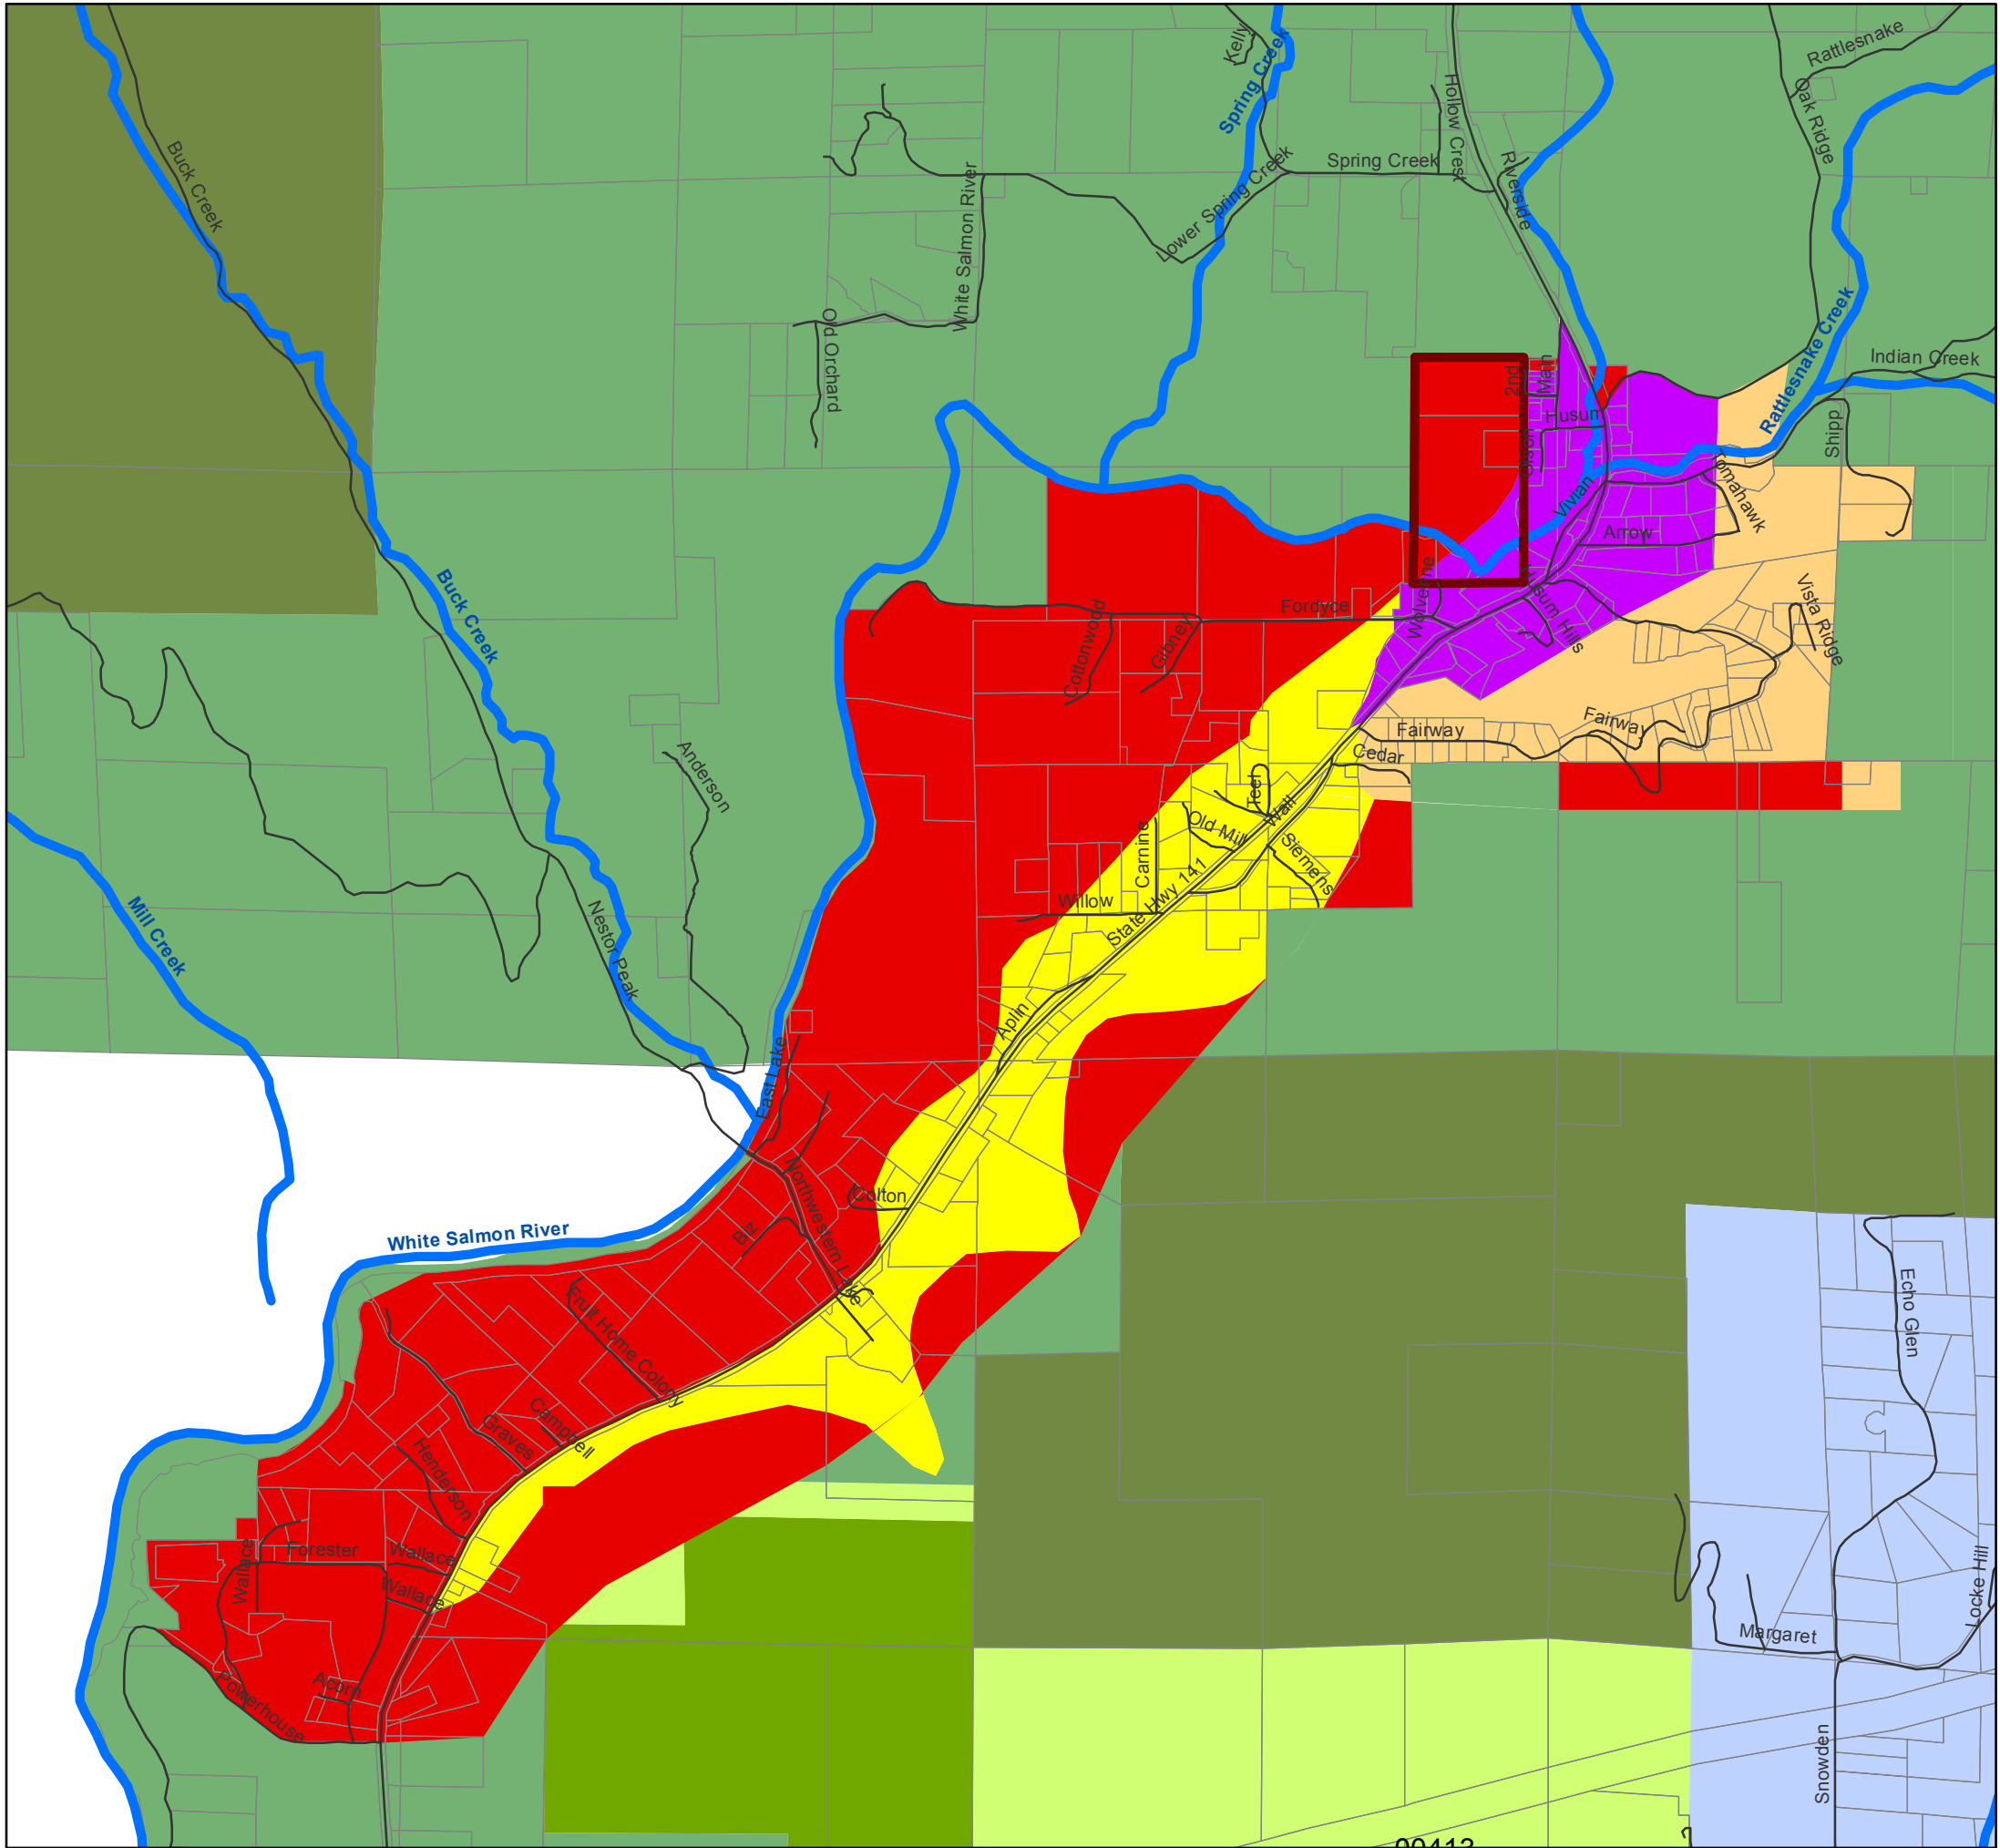 Kelly
Spring Creek
Rattlesnake
Hollow Crest
Oak Ridge
Buck Creek
Spring Creek
Riverside
Lower Spring Creek
White Salmon River
Old Orchard
Rattlesnake Creek
Indian Creek
2nd
Main
Husum
Olson
Shipp
Vivian
Tomahawk
Arrow
Buck Creek
Fordyce
Wolverine
Husum Hills
Vista Ridge
Cottonwood
Gibney
Fairway
Fairway
Cedar
Anderson
Teel
Wall
Old Mill
Carnine
Siemens
State Hwy 141
Willow
Mill Creek
Nestor Peak
Aplin
East Lake
Northwestern Lake
Colton
Bz
White Salmon River
Echo Glen
Fruit Home Colony
Campbell
Graves
Henderson
Forester
Wallace
Wallace
Wallace
Locke Hill
Margaret
Acorn
Powerhouse
Snowden
00413